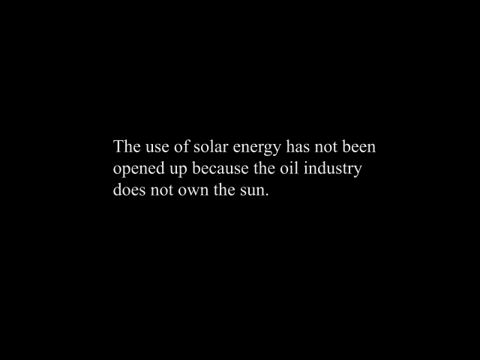 The use of solar energy has not been
opened up because the oil industry
does not own the sun.